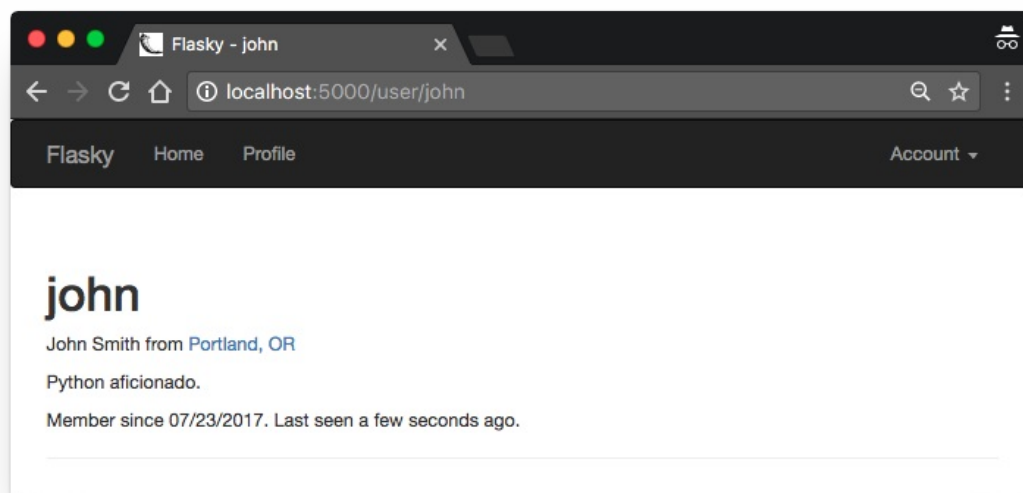 Flasky - john
localhost:5000/user/john
Flasky Home Profile Account
john
John Smith from Portland, OR
Python aficionado.
Member since 07/23/2017. Last seen a few seconds ago.